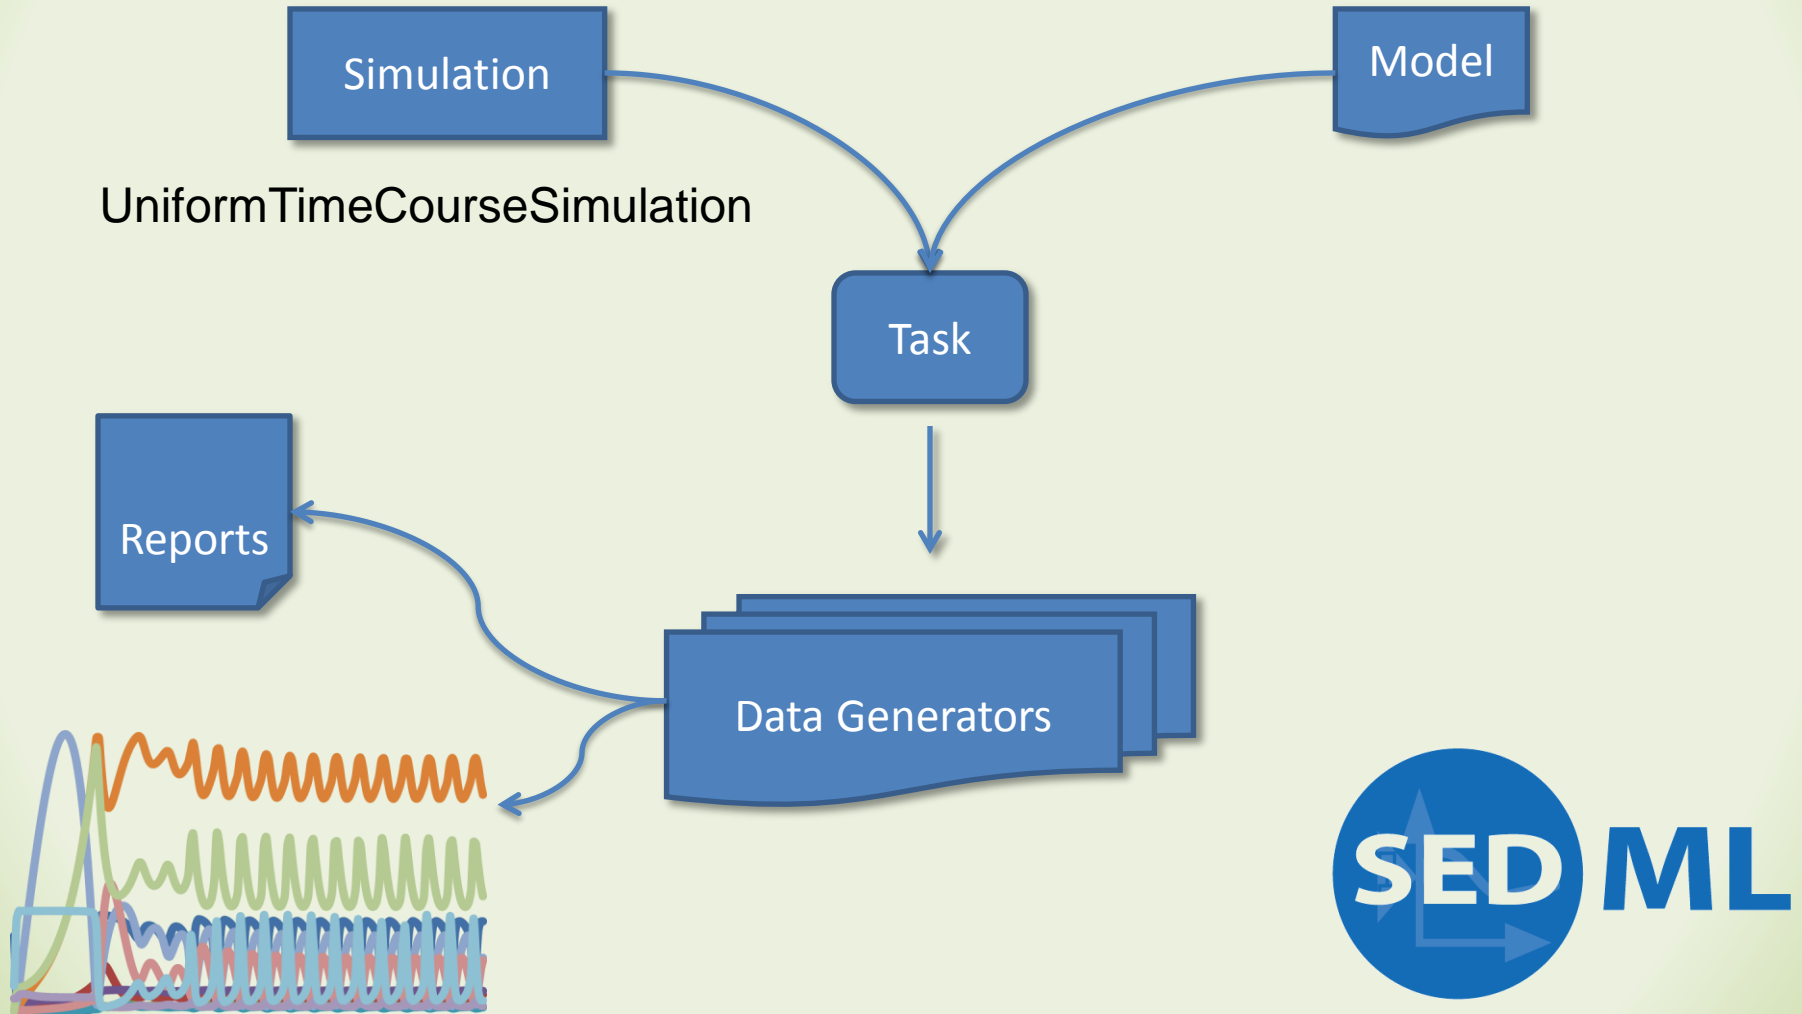 Simulation
Model
UniformTimeCourseSimulation
Task
Reports
Data Generators
SED ML